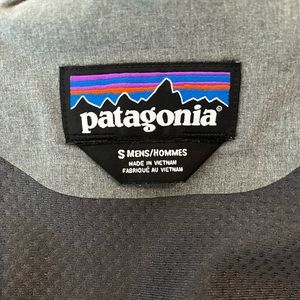 patagonia®
S MENS/HOMMES
MADE IN VIETNAM
FABRIQUÉ AU VIETNAM